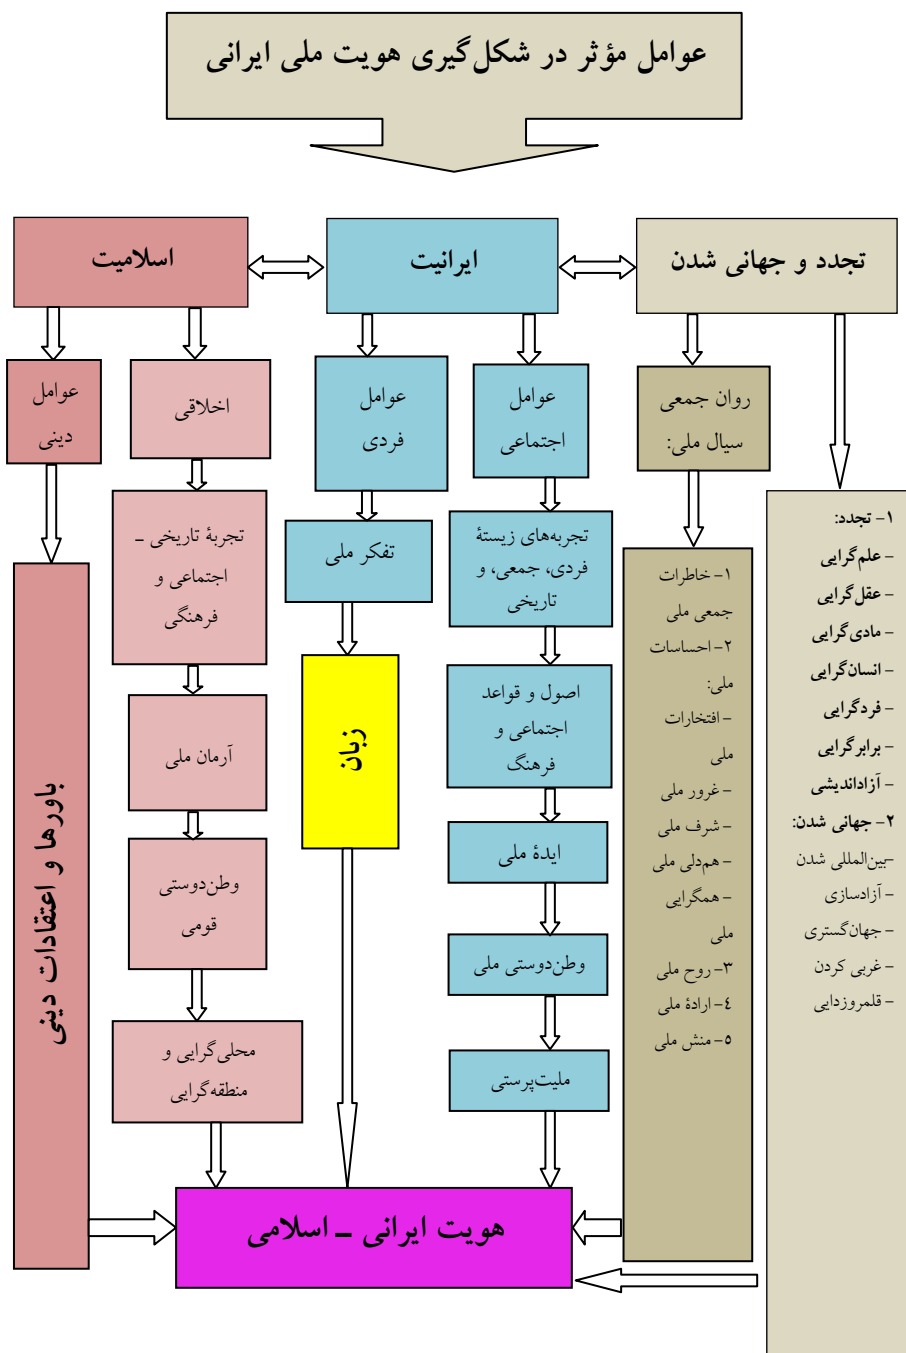 عوامل مؤثر در شکل‌گیری هویت ملی ایرانی
تجدد و جهانی شدن
ایرانیت
اسلامیت
روان جمعی
سیال ملی:
عوامل
اجتماعی
عوامل
فردی
اخلاقی
عوامل
دینی
۱- تجدد:
- علم‌گرایی
- عقل‌گرایی
- مادی‌گرایی
- انسان‌گرایی
- فردگرایی
- برابرگرایی
- آزاداندیشی
۲- جهانی شدن:
-بین‌المللی شدن
- آزادسازی
- جهان‌گستری
- غربی کردن
- قلمروزدایی
۱- خاطرات
جمعی ملی
۲- احساسات
ملی:
- افتخارات
ملی
- غرور ملی
- شرف ملی
- هم‌دلی ملی
- همگرایی
ملی
۳- روح ملی
٤- ارادۀ ملی
٥- منش ملی
تجربه‌های زیستۀ
فردی، جمعی، و
تاریخی
اصول و قواعد
اجتماعی و
فرهنگ
ایدۀ ملی
وطن‌دوستی ملی
ملیت‌پرستی
تفکر ملی
زبان
تجربۀ تاریخی ـ
اجتماعی و
فرهنگی
آرمان ملی
وطن‌دوستی
قومی
محلی‌گرایی و
منطقه‌گرایی
باورها و اعتقادات دینی
هویت ایرانی ـ اسلامی